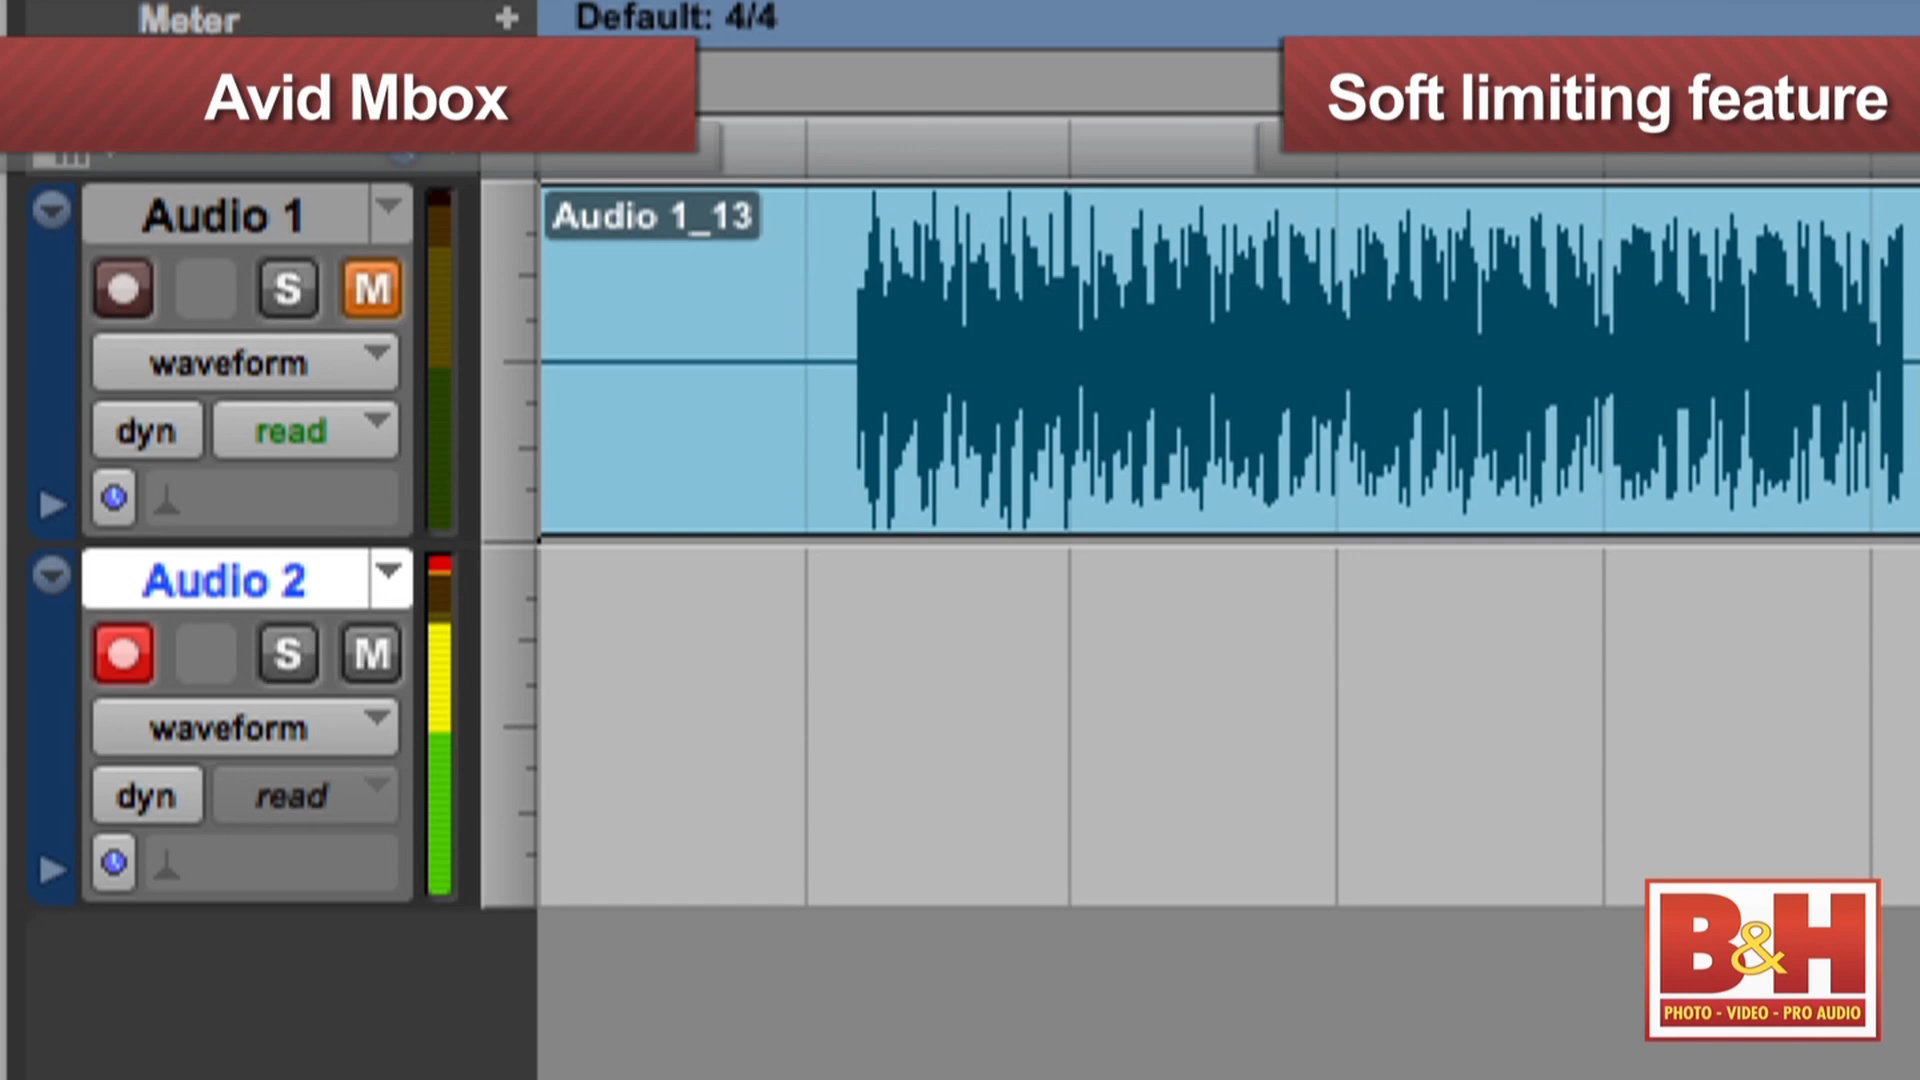 Meter
Default: 4/4
Avid Mbox
Soft limiting feature
Audio 1
Audio 1_13
S M
waveform
dyn read
Audio 2
S M
waveform
dyn read
B&H
PHOTO - VIDEO - PRO AUDIO